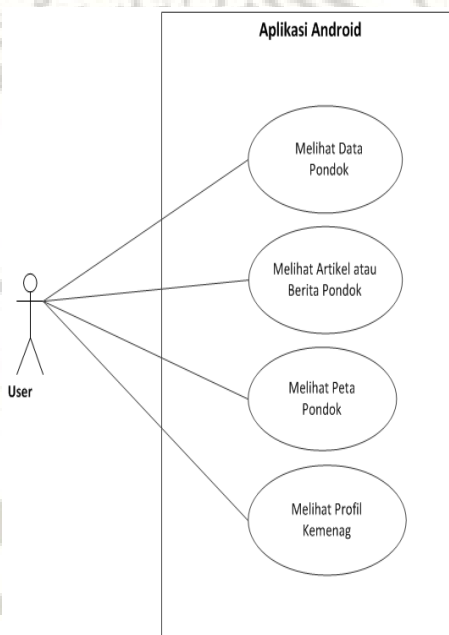 Aplikasi Android
Melihat Data
Pondok
Melihat Artikel atau
Berita Pondok
User
Melihat Peta
Pondok
Melihat Profil
Kemenag